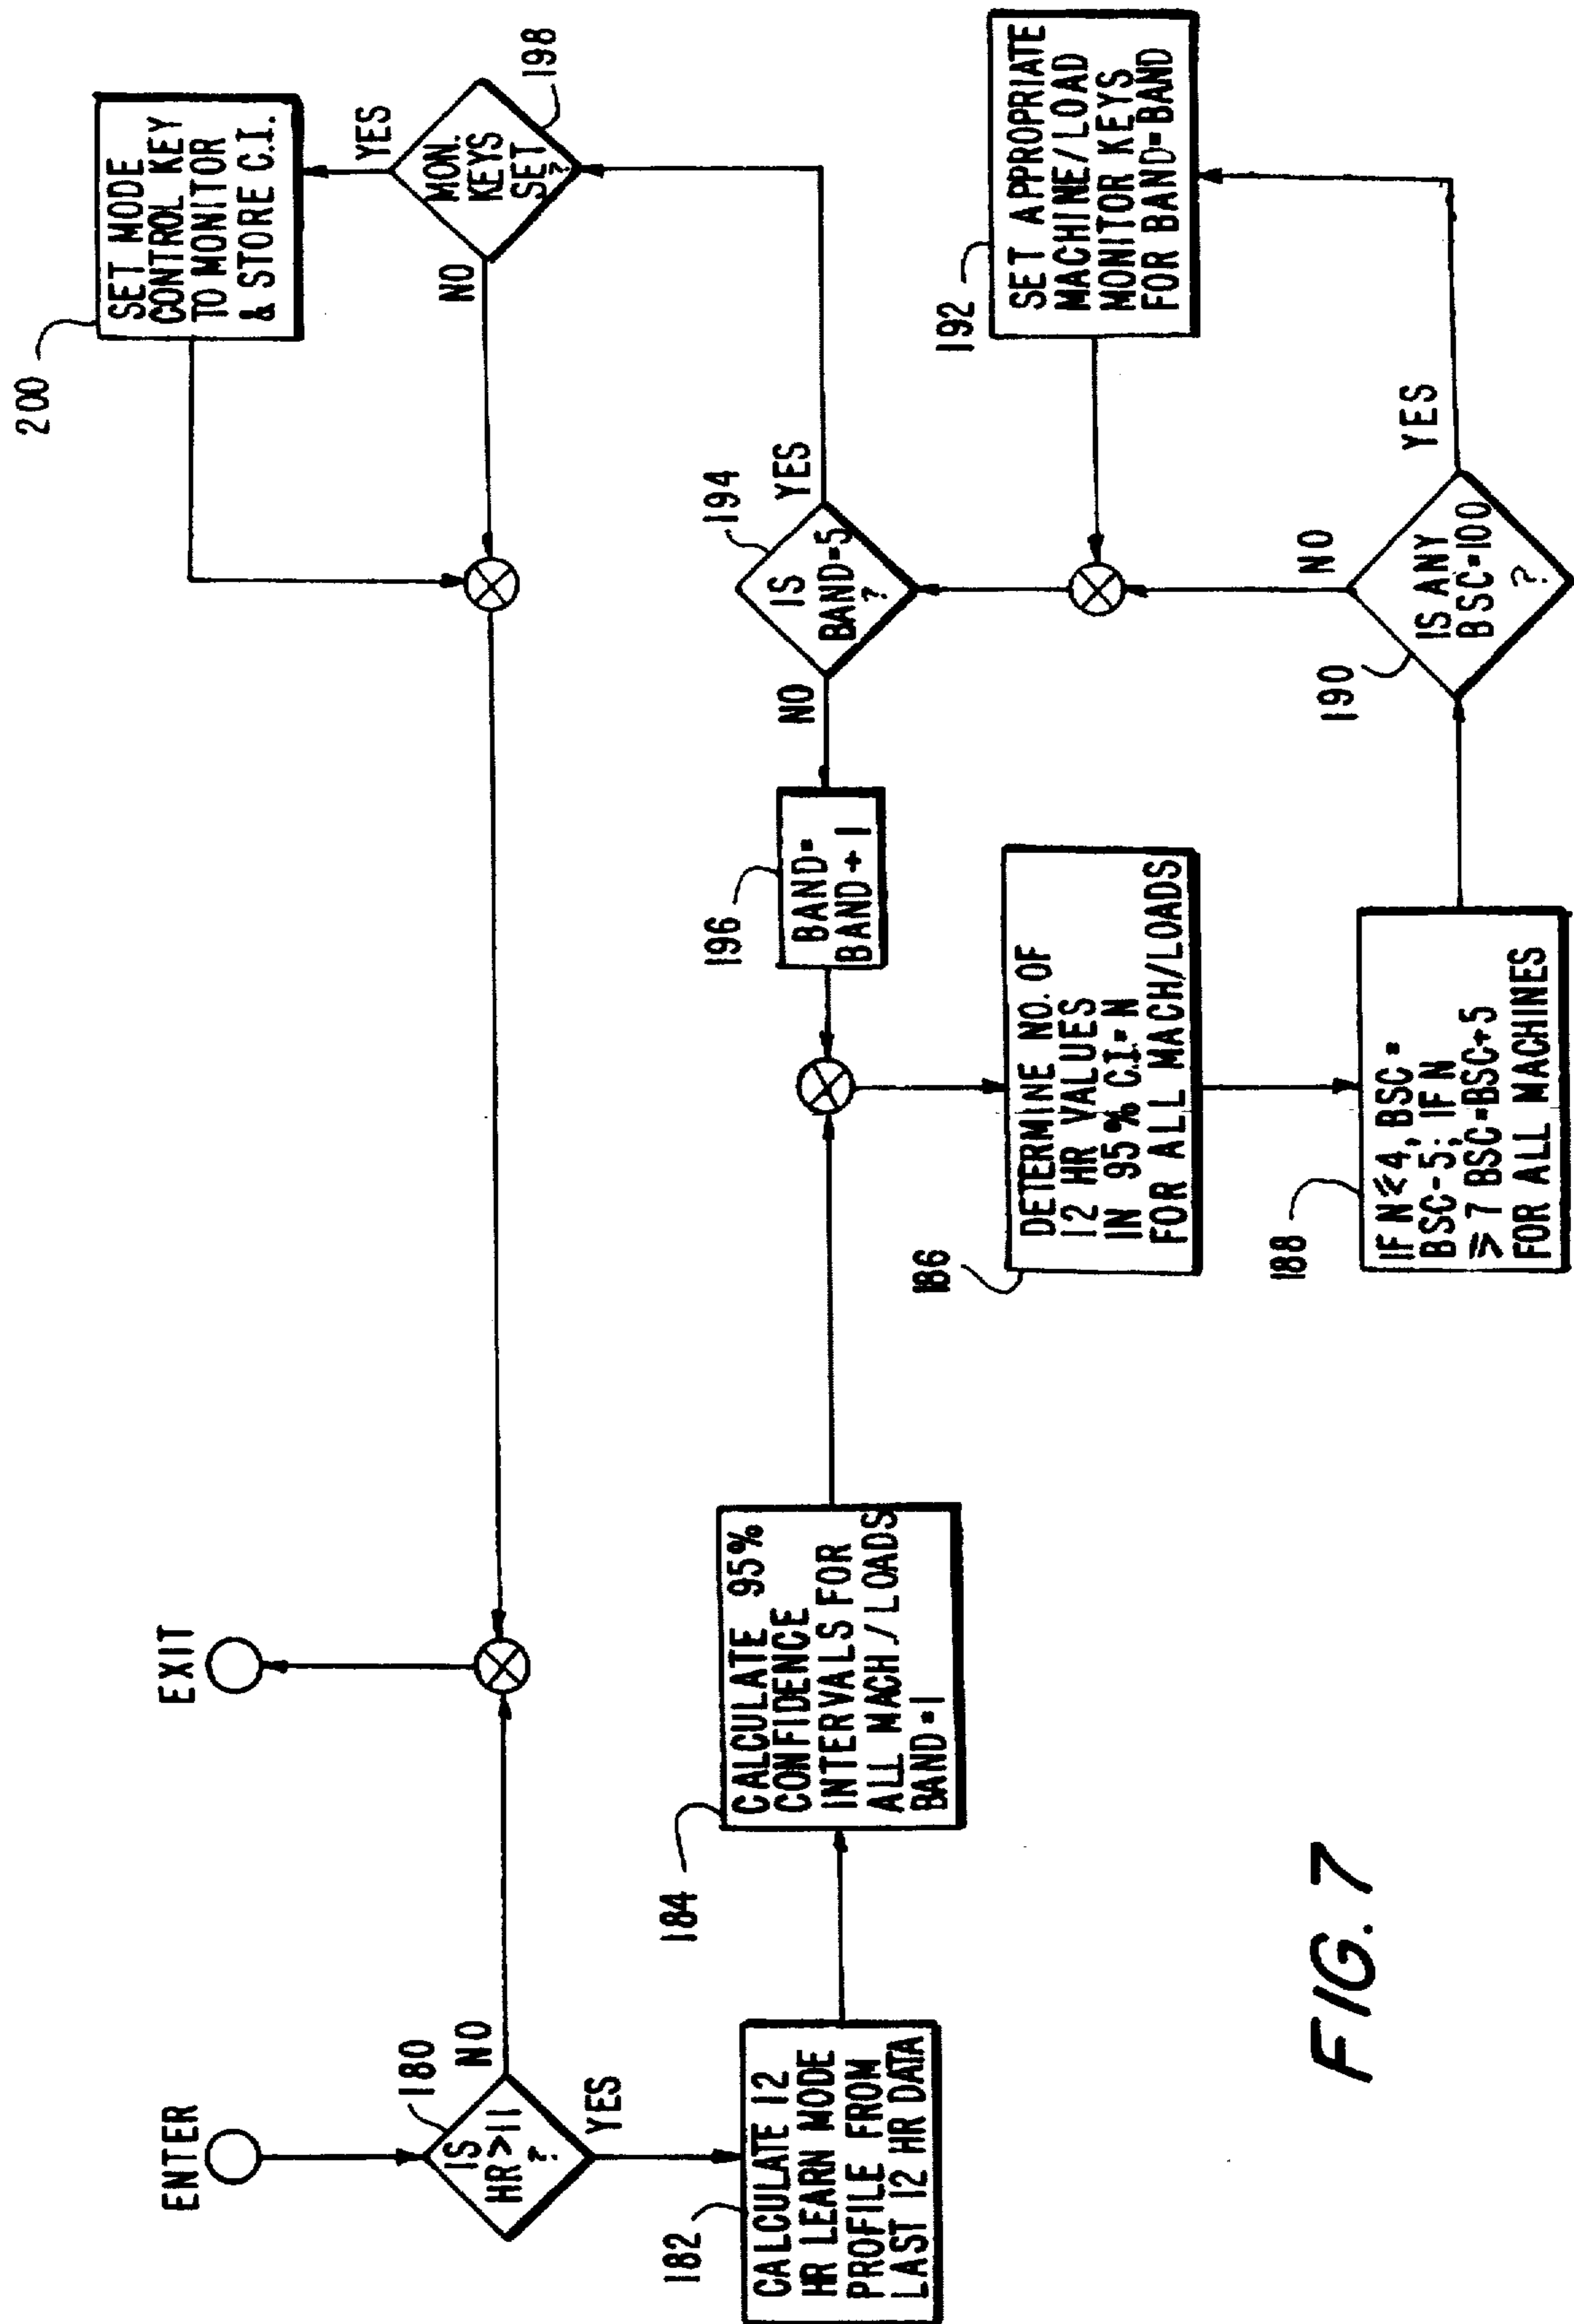 ENTER
EXIT
IS
HR>11
?
180
NO
YES
CALCULATE 12
HR LEARN MODE
PROFILE FROM
LAST 12 HR DATA
182
CALCULATE 95%
CONFIDENCE
INTERVALS FOR
ALL MACH./LOADS
BAND=1
184
DETERMINE NO. OF
12 HR VALUES
IN 95% C.I.=N
FOR ALL MACH/LOADS
186
IF N≤4, BSC=
BSC-5; IF N
≥7 BSC=BSC+5
FOR ALL MACHINES
188
IS ANY
BSC=100
?
190
NO
YES
SET APPROPRIATE
MACHINE/LOAD
MONITOR KEYS
FOR BAND=BAND
192
IS
BAND=5
?
194
NO
YES
BAND=
BAND+1
196
MON.
KEYS
SET
?
198
NO
YES
SET MODE
CONTROL KEY
TO MONITOR
& STORE C.I.
200
FIG. 7